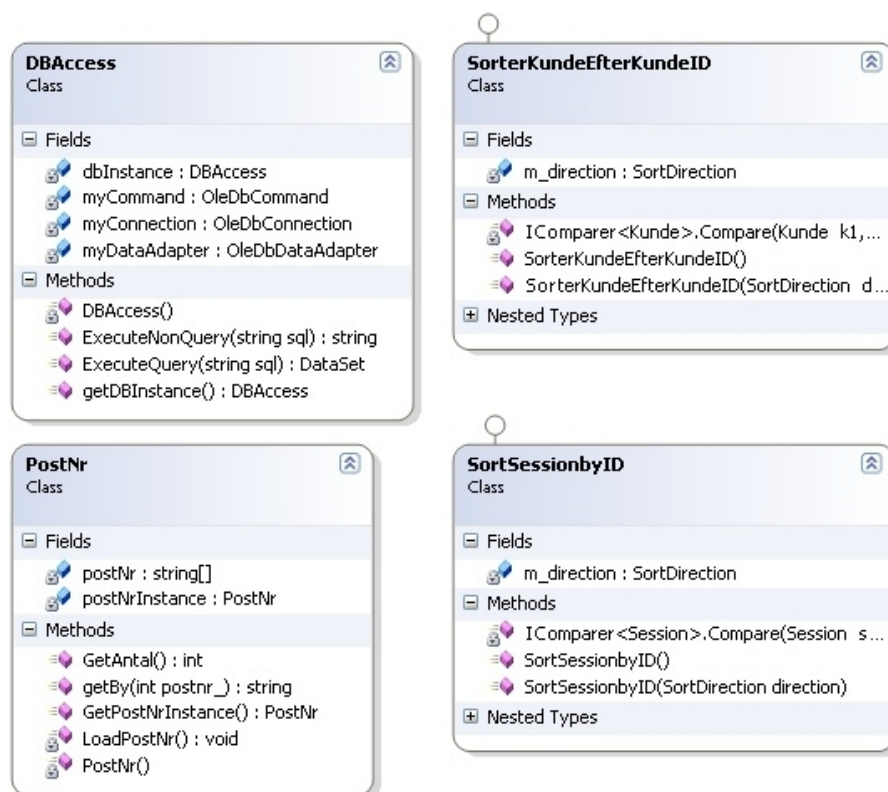 DBAccess
Class
Fields
dbInstance : DBAccess
myCommand : OleDbCommand
myConnection : OleDbConnection
myDataAdapter : OleDbDataAdapter
Methods
DBAccess()
ExecuteNonQuery(string sql) : string
ExecuteQuery(string sql) : DataSet
getDBInstance() : DBAccess
SorterKundeEfterKundeID
Class
Fields
m_direction : SortDirection
Methods
IComparer<Kunde>.Compare(Kunde k1,...
SorterKundeEfterKundeID()
SorterKundeEfterKundeID(SortDirection d...
Nested Types
PostNr
Class
Fields
postNr : string[]
postNrInstance : PostNr
Methods
GetAntal() : int
getBy(int postnr_) : string
GetPostNrInstance() : PostNr
LoadPostNr() : void
PostNr()
SortSessionbyID
Class
Fields
m_direction : SortDirection
Methods
IComparer<Session>.Compare(Session s...
SortSessionbyID()
SortSessionbyID(SortDirection direction)
Nested Types